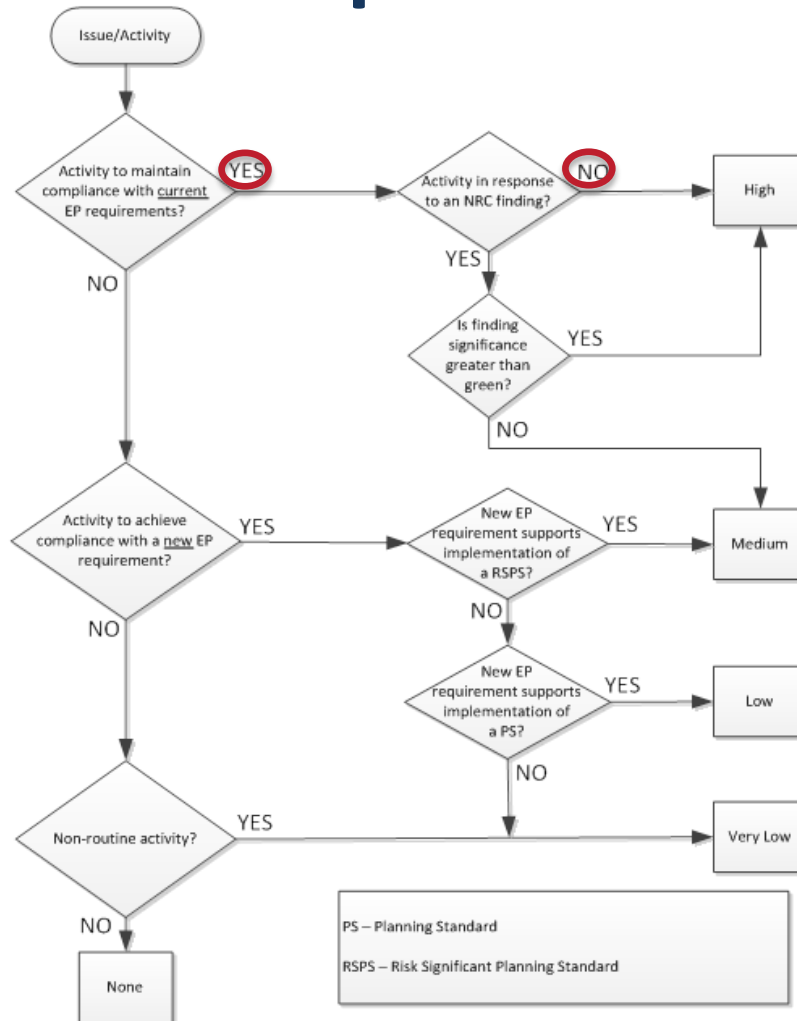 Issue/Activity
Activity to maintain
compliance with current
EP requirements?
YES
Activity in response
to an NRC finding?
NO
High
NO
YES
Is finding
significance
greater than
green?
YES
NO
Activity to achieve
compliance with a new EP
requirement?
YES
New EP
requirement supports
implementation of
a RSPS?
YES
Medium
NO
NO
New EP
requirement supports
implementation of
a PS?
YES
Low
NO
Non-routine activity?
YES
Very Low
NO
None
PS – Planning Standard
RSPS – Risk Significant Planning Standard